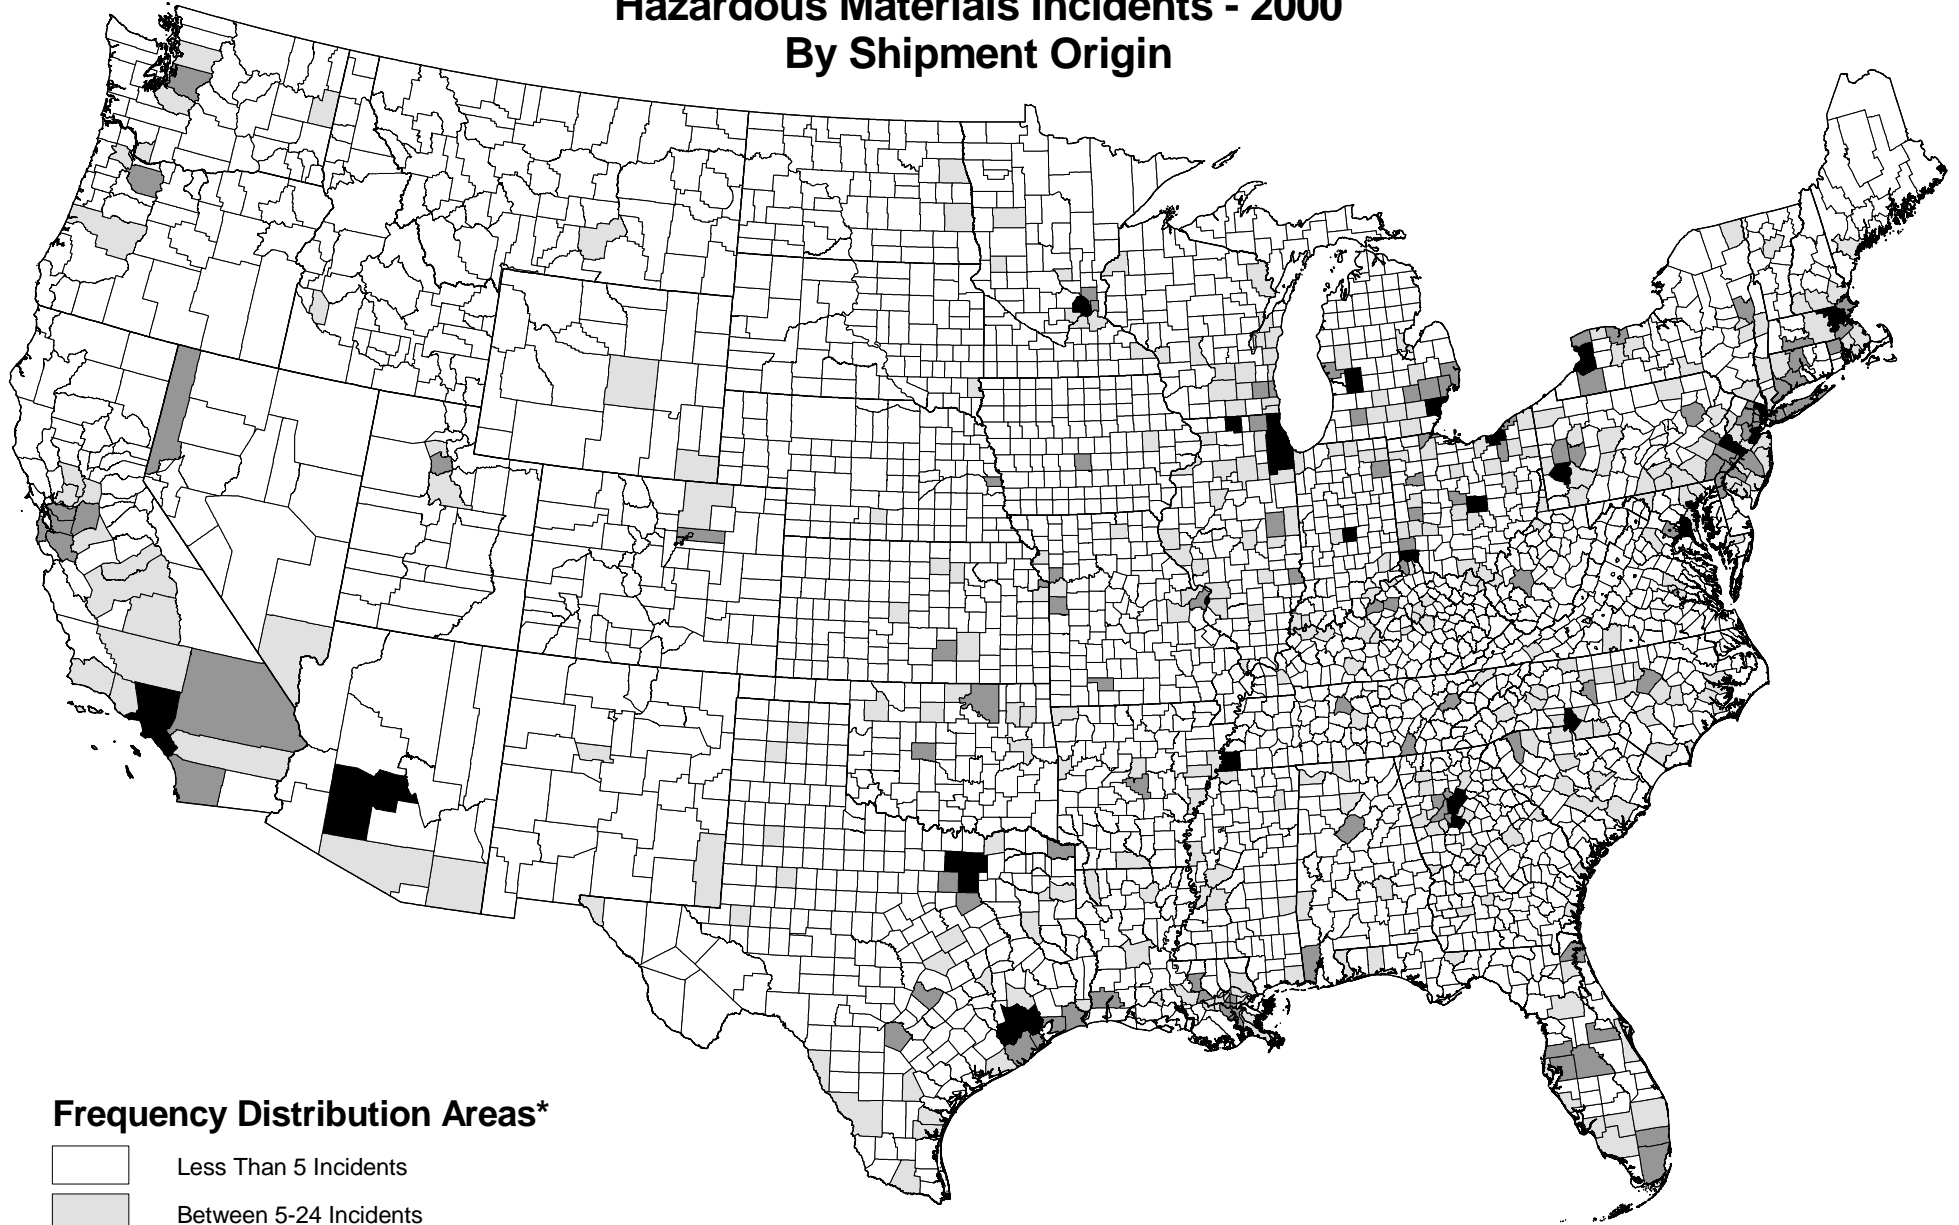 Hazardous Materials Incidents - 2000
By Shipment Origin
Frequency Distribution Areas*
Less Than 5 Incidents
Between 5-24 Incidents